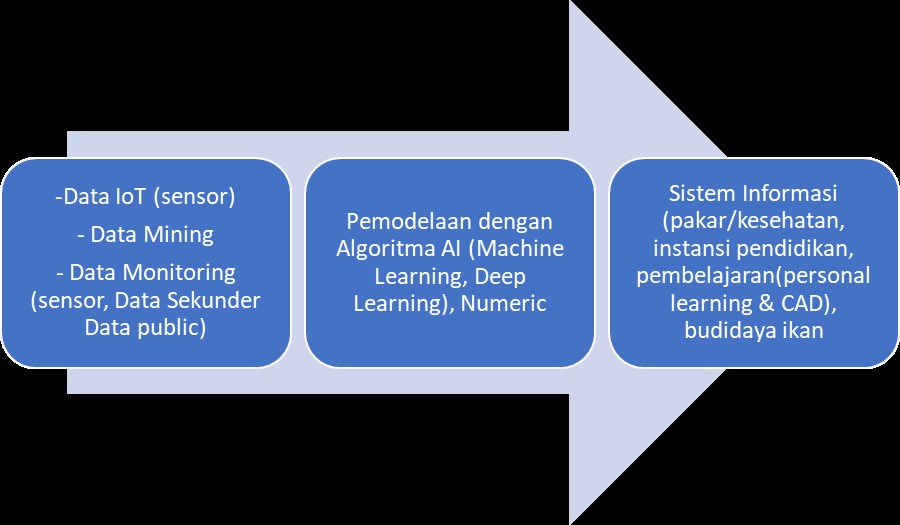 -Data IoT (sensor)
- Data Mining
- Data Monitoring
(sensor, Data Sekunder
Data public)
Pemodelaan dengan
Algoritma AI (Machine
Learning, Deep
Learning), Numeric
Sistem Informasi
(pakar/kesehatan,
instansi pendidikan,
pembelajaran(personal
learning & CAD),
budidaya ikan